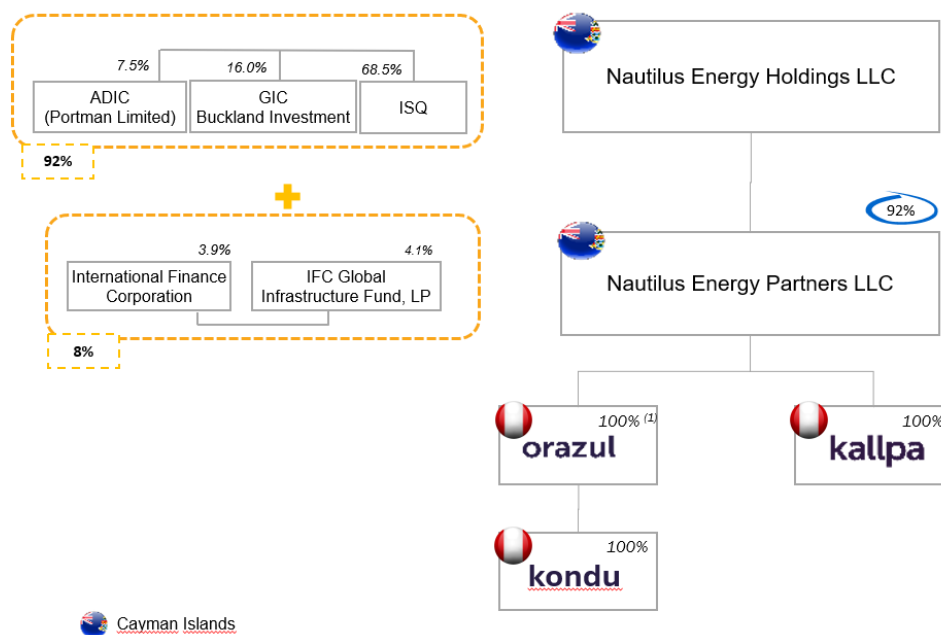 7.5%
16.0%
68.5%
ADIC
(Portman Limited)
GIC
Buckland Investment
ISQ
92%
3.9%
4.1%
International Finance
Corporation
IFC Global
Infrastructure Fund, LP
8%
Nautilus Energy Holdings LLC
92%
Nautilus Energy Partners LLC
100% (1)
orazul
100%
kallpa
100%
kondu
Cayman Islands